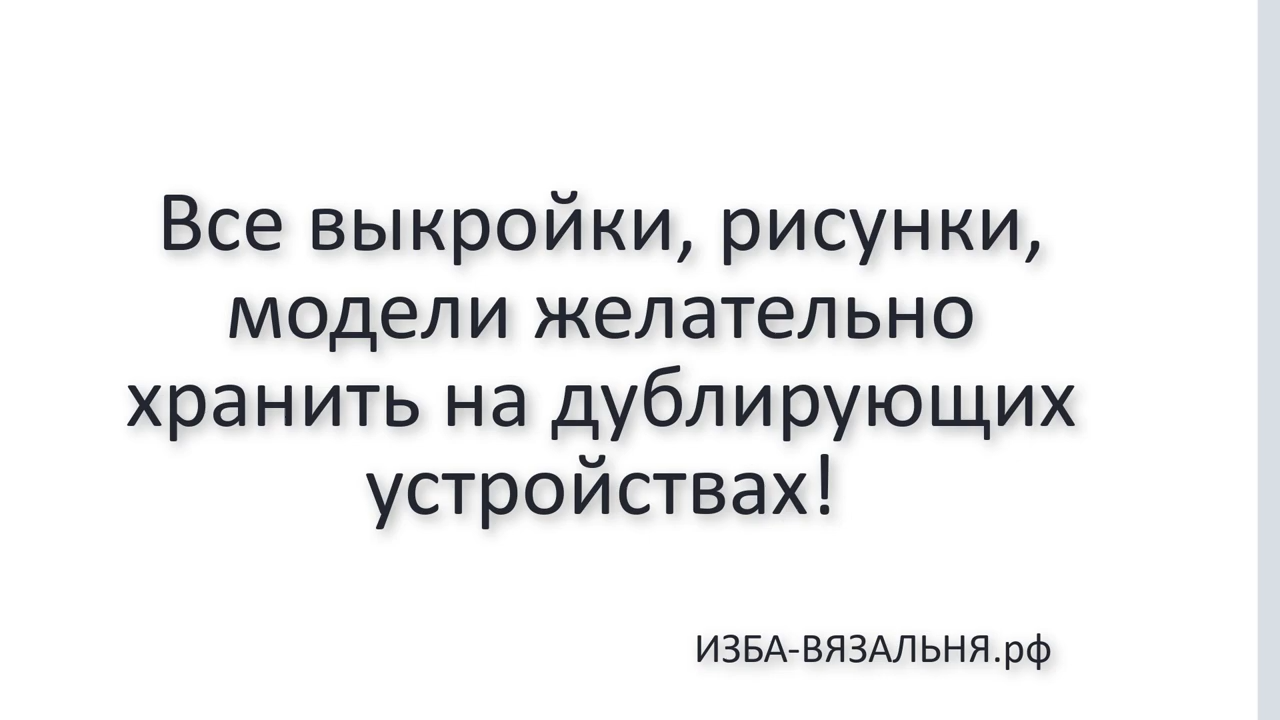 Все выкройки, рисунки,
модели желательно
хранить на дублирующих
устройствах!
ИЗБА-ВЯЗАЛЬНЯ.рф